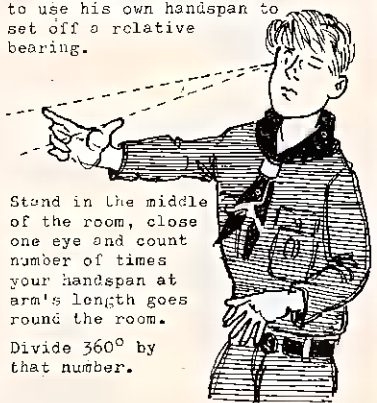 to use his own handspan to
set off a relative
bearing.
Stand in the middle
of the room, close
one eye and count
number of times
your handspan at
arm's length goes
round the room.
Divide 360° by
that number.